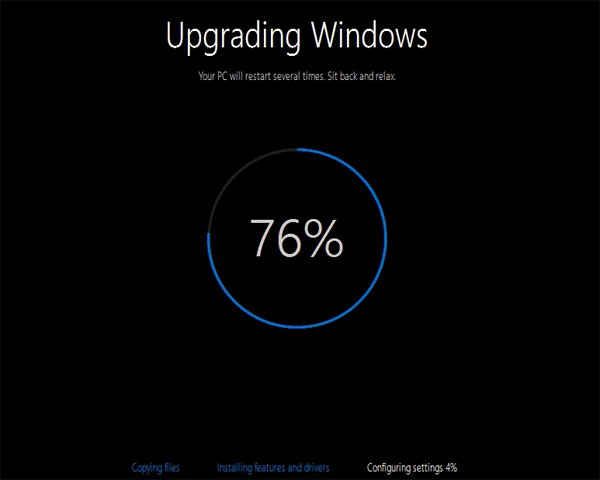 Upgrading Windows
Your PC will restart several times. Sit back and relax.
76%
Copying files Installing features and drivers Configuring settings 4%